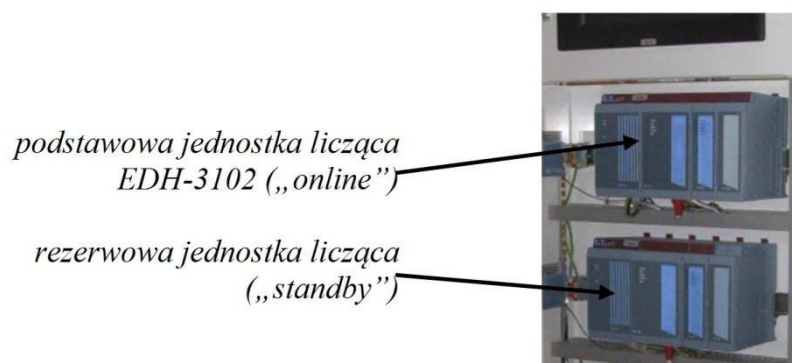 podstawowa jednostka licząca
EDH-3102 („online”)
rezerwowa jednostka licząca
(„standby”)